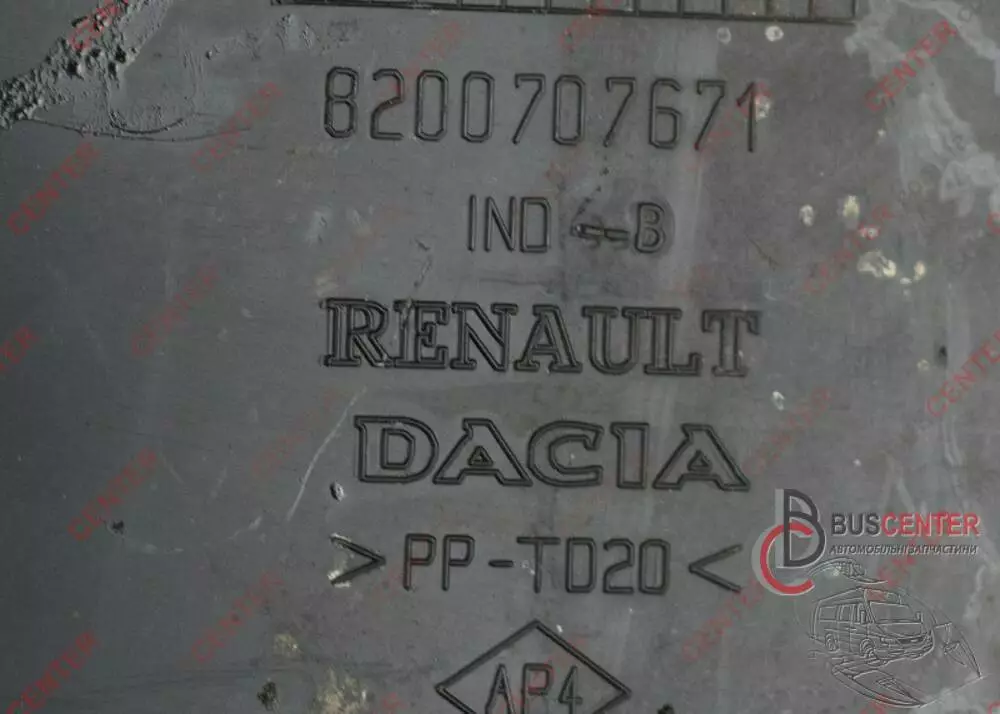 8200707671
IND ←-B
RENAULT
DACIA
>PP-TD20<
AP4
BUSCENTER
АВТОМОБІЛЬНІ ЗАПЧАСТИНИ